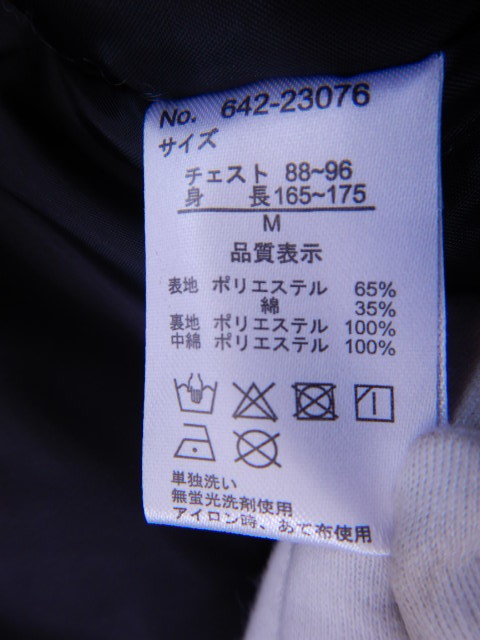 No. 642-23076
サイズ
チェスト 88~96
身 長 165~175
M
品質表示
表地 ポリエステル 65%
綿 35%
裏地 ポリエステル 100%
中綿 ポリエステル 100%
単独洗い
無蛍光洗剤使用
アイロン時、あて布使用